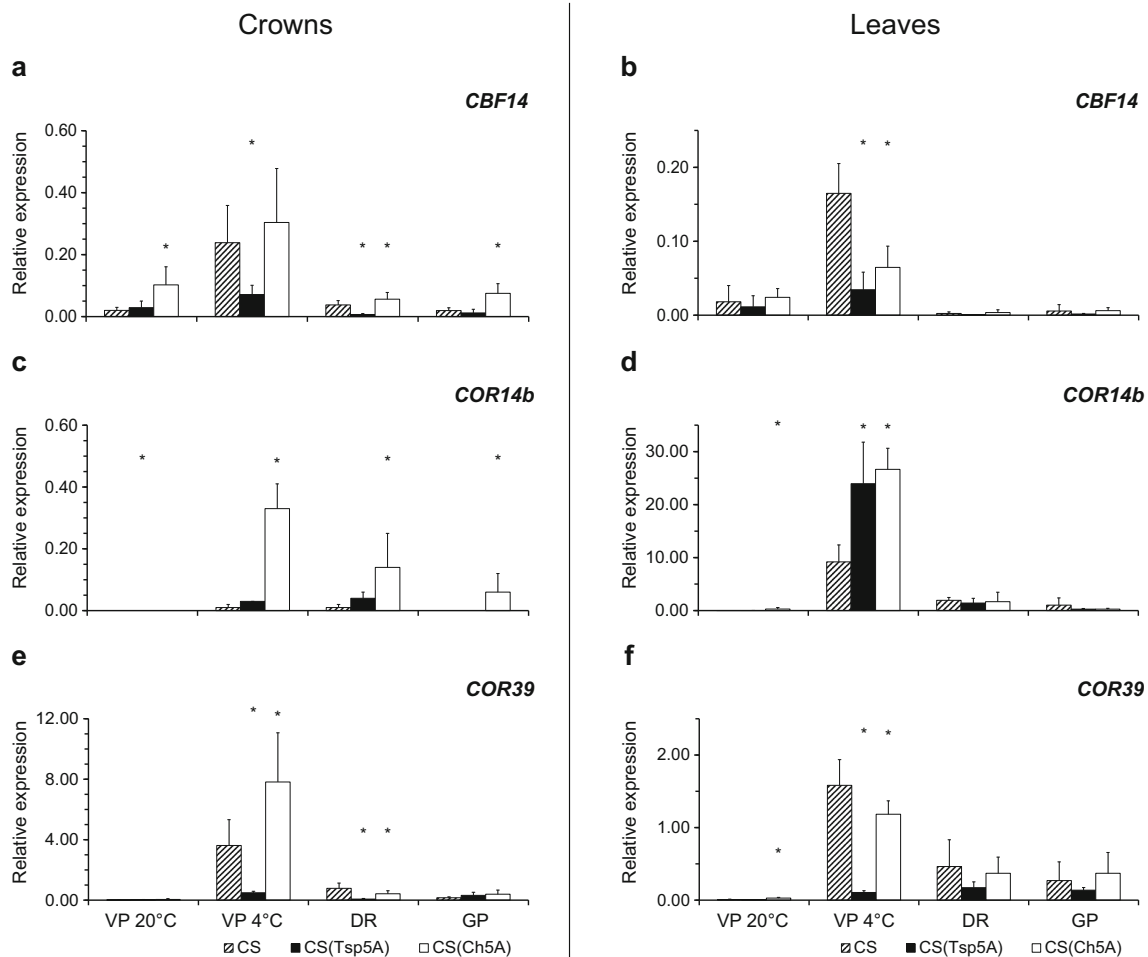 Crowns
Leaves
a
CBF14
Relative expression
0.60
0.40
0.20
0.00
*
*
*
*
*
b
CBF14
Relative expression
0.20
0.10
0.00
*
*
c
COR14b
Relative expression
0.60
0.40
0.20
0.00
*
*
*
*
d
COR14b
Relative expression
30.00
20.00
10.00
0.00
*
*
*
e
COR39
Relative expression
12.00
8.00
4.00
0.00
*
*
*
*
VP 20°C VP 4°C DR GP
CS CS(Tsp5A) CS(Ch5A)
f
COR39
Relative expression
2.00
1.00
0.00
*
*
*
VP 20°C VP 4°C DR GP
CS CS(Tsp5A) CS(Ch5A)